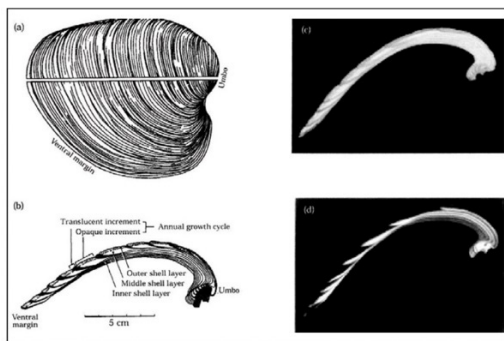 (a)
Umbo
Ventral margin
(b)
Translucent increment
Opaque increment
Annual growth cycle
Outer shell layer
Middle shell layer
Inner shell layer
Umbo
Ventral
margin
5 cm
(c)
(d)